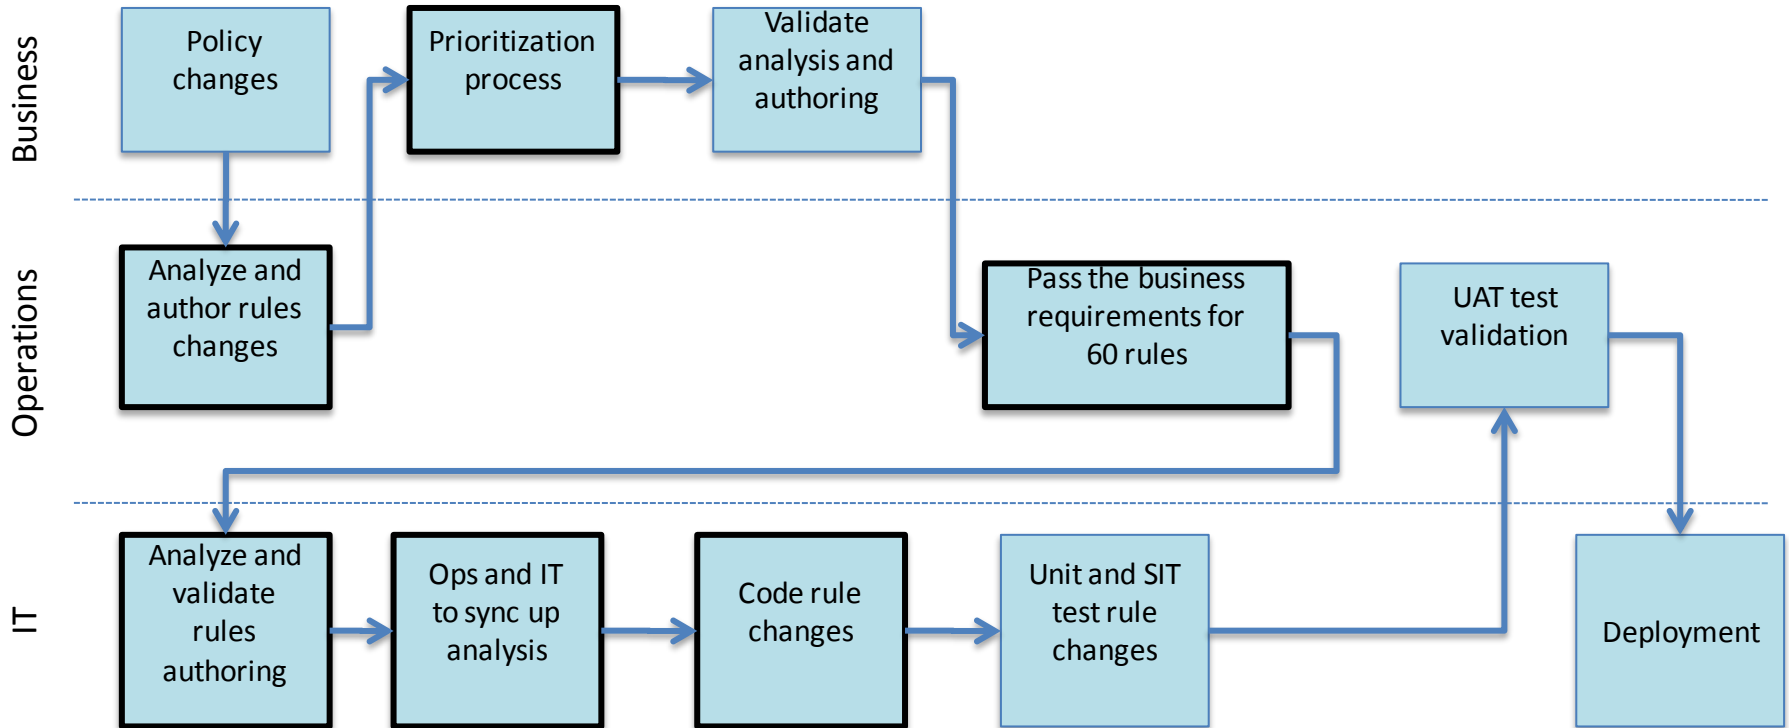 Business
Policy
changes
Prioritization
process
Validate
analysis and
authoring
Operations
Analyze and
author rules
changes
Pass the business
requirements for
60 rules
UAT test
validation
IT
Analyze and
validate
rules
authoring
Ops and IT
to sync up
analysis
Code rule
changes
Unit and SIT
test rule
changes
Deployment